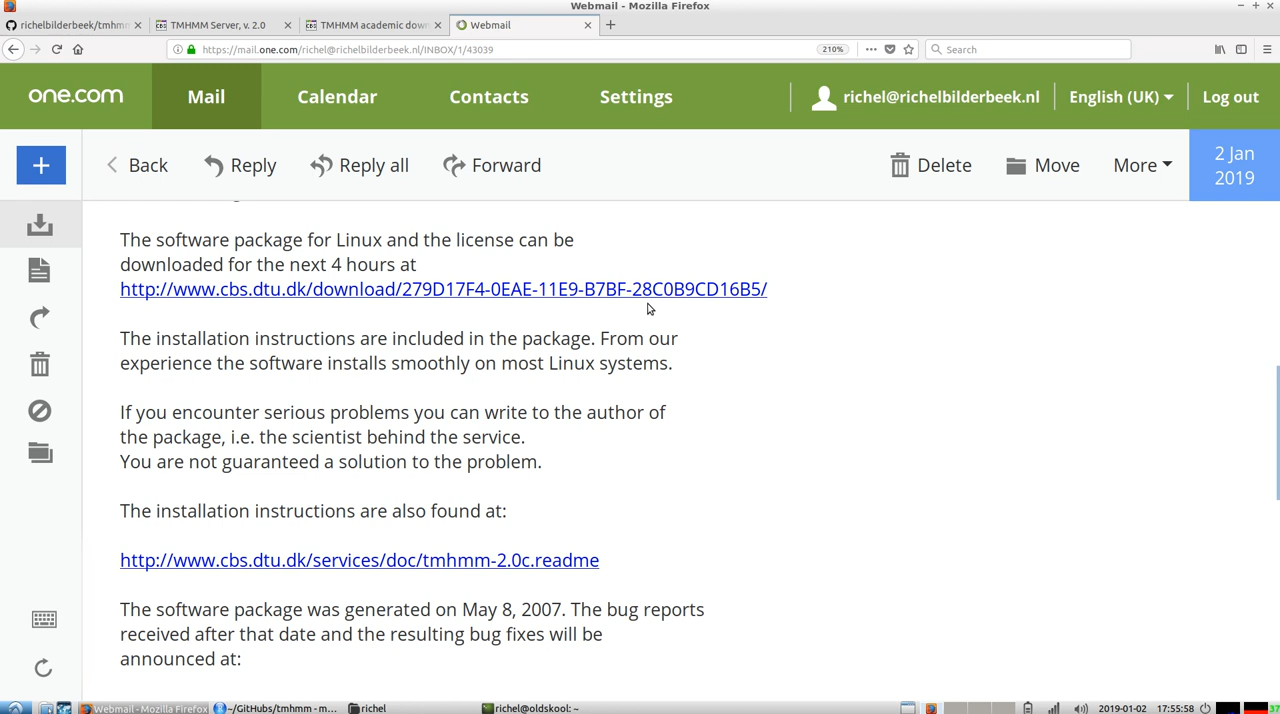 Webmail - Mozilla Firefox
richelbilderbeek/tmhm
CBS TMHMM Server, v. 2.0
CBS TMHMM academic dow
Webmail
https://mail.one.com/richel@richelbilderbeek.nl/INBOX/1/43039
210%
Search
one.com
Mail
Calendar
Contacts
Settings
richel@richelbilderbeek.nl
English (UK)
Log out
Back
Reply
Reply all
Forward
Delete
Move
More
2 Jan
2019
The software package for Linux and the license can be
downloaded for the next 4 hours at
http://www.cbs.dtu.dk/download/279D17F4-0EAE-11E9-B7BF-28C0B9CD16B5/
The installation instructions are included in the package. From our
experience the software installs smoothly on most Linux systems.
If you encounter serious problems you can write to the author of
the package, i.e. the scientist behind the service.
You are not guaranteed a solution to the problem.
The installation instructions are also found at:
http://www.cbs.dtu.dk/services/doc/tmhmm-2.0c.readme
The software package was generated on May 8, 2007. The bug reports
received after that date and the resulting bug fixes will be
announced at:
Webmail - Mozilla Firefox
~/GitHubs/tmhmm - m...
richel
richel@oldskool: ~
2019-01-02
17:55:58
37